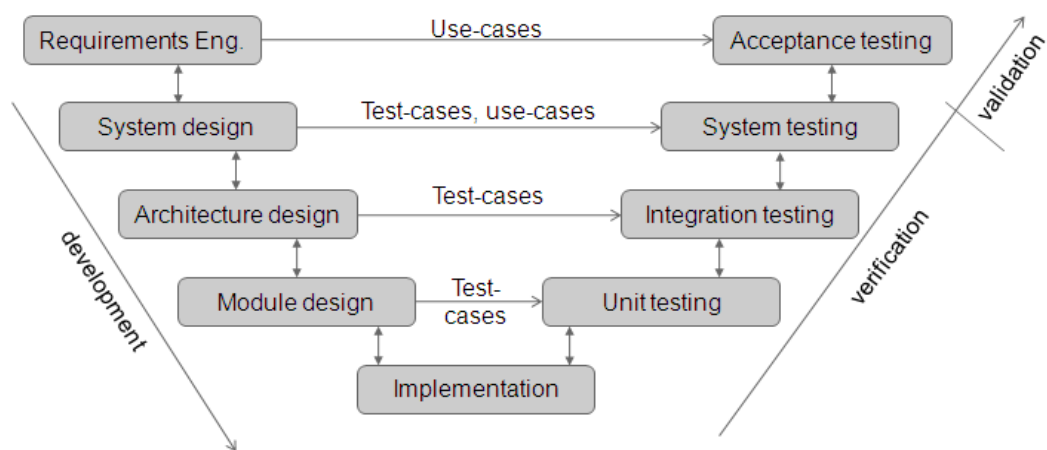 Requirements Eng.
Use-cases
Acceptance testing
System design
Test-cases, use-cases
System testing
validation
Architecture design
Test-cases
Integration testing
development
verification
Module design
Test-
cases
Unit testing
Implementation